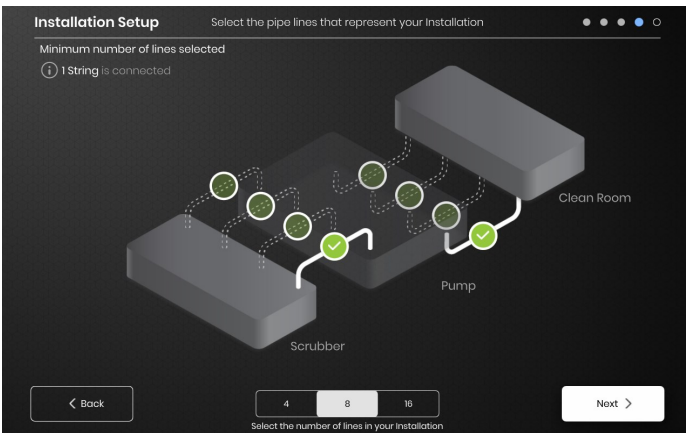 Installation Setup
Select the pipe lines that represent your Installation
Minimum number of lines selected
1 String is connected
Clean Room
Pump
Scrubber
Back
4 8 16
Next
Select the number of lines in your Installation